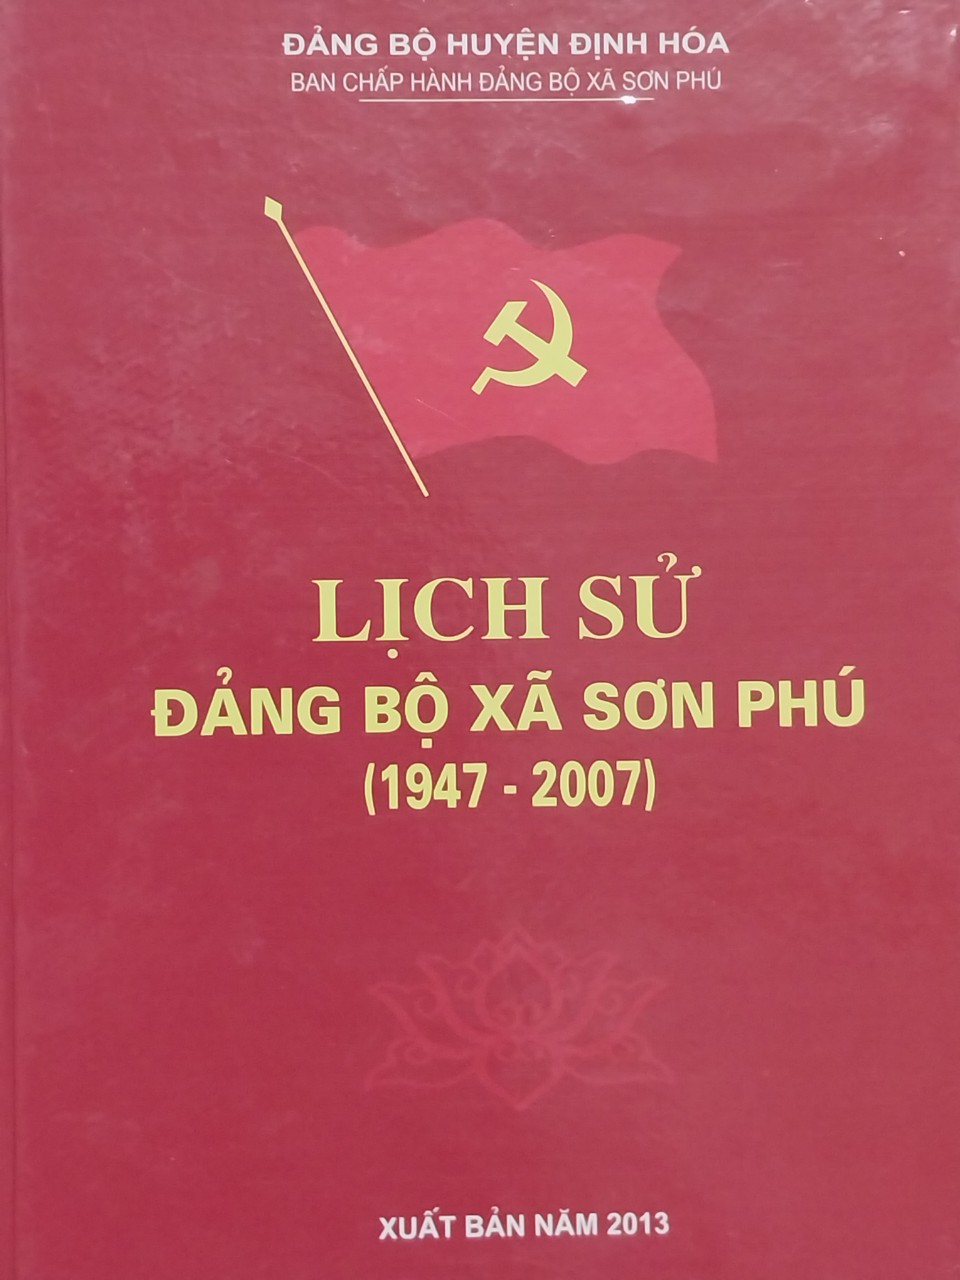 ĐẢNG BỘ HUYỆN ĐỊNH HÓA
BAN CHẤP HÀNH ĐẢNG BỘ XÃ SƠN PHÚ
LỊCH SỬ
ĐẢNG BỘ XÃ SƠN PHÚ
(1947 - 2007)
XUẤT BẢN NĂM 2013